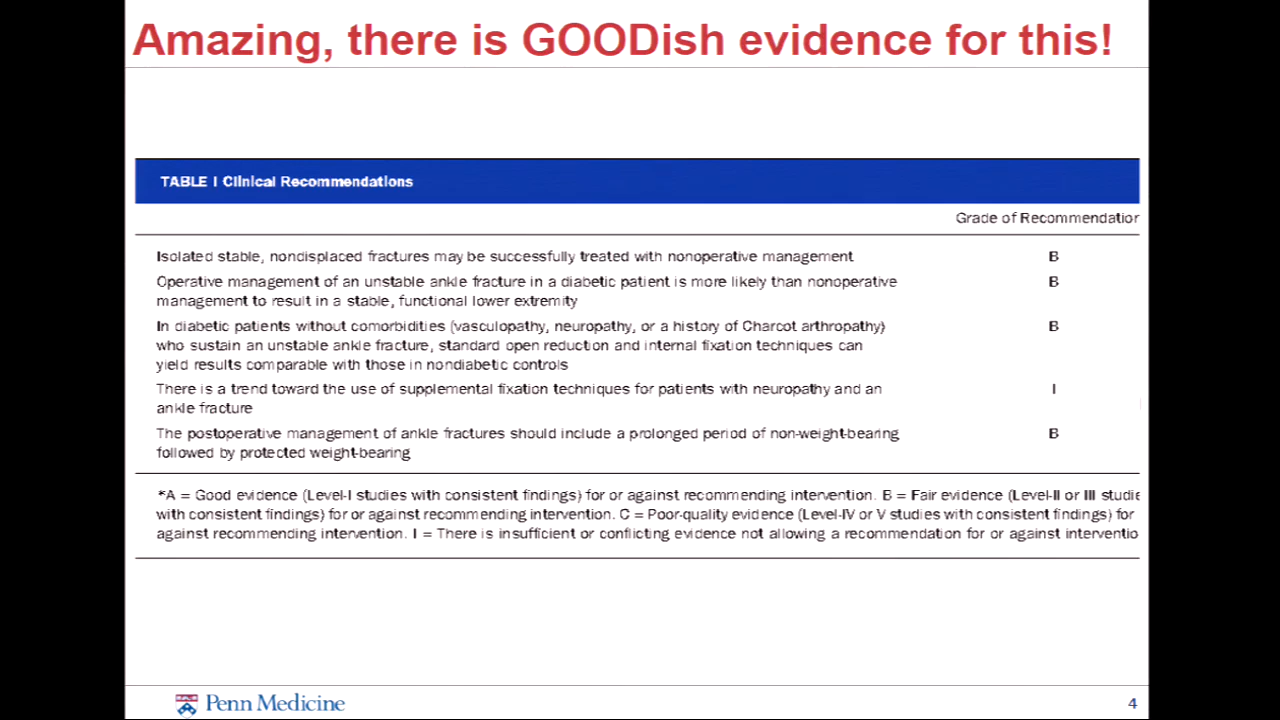 Amazing, there is GOODish evidence for this!
TABLE I Clinical Recommendations
Grade of Recommendation
Isolated stable, nondisplaced fractures may be successfully treated with nonoperative management B
Operative management of an unstable ankle fracture in a diabetic patient is more likely than nonoperative B
management to result in a stable, functional lower extremity
In diabetic patients without comorbidities (vasculopathy, neuropathy, or a history of Charcot arthropathy) B
who sustain an unstable ankle fracture, standard open reduction and internal fixation techniques can
yield results comparable with those in nondiabetic controls
There is a trend toward the use of supplemental fixation techniques for patients with neuropathy and an I
ankle fracture
The postoperative management of ankle fractures should include a prolonged period of non-weight-bearing B
followed by protected weight-bearing
*A = Good evidence (Level-I studies with consistent findings) for or against recommending intervention. B = Fair evidence (Level-II or III studie
with consistent findings) for or against recommending intervention. C = Poor-quality evidence (Level-IV or V studies with consistent findings) for
against recommending intervention. I = There is insufficient or conflicting evidence not allowing a recommendation for or against interventio
Penn Medicine
4